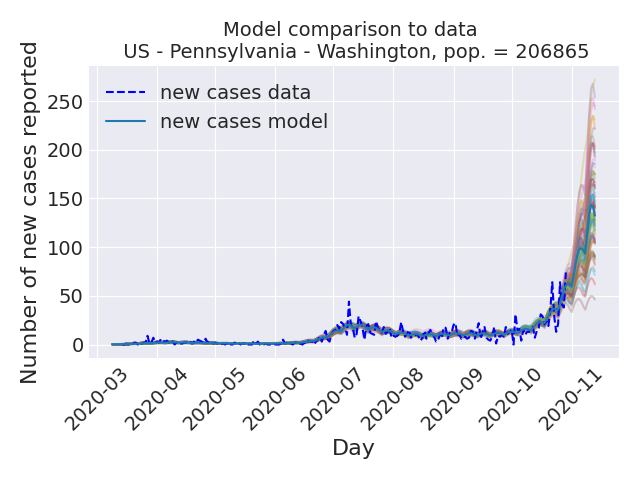 Model comparison to data
US - Pennsylvania - Washington, pop. = 206865
new cases data
new cases model
Number of new cases reported
250
200
150
100
50
0
2020-03
2020-04
2020-05
2020-06
2020-07
2020-08
2020-09
2020-10
2020-11
Day